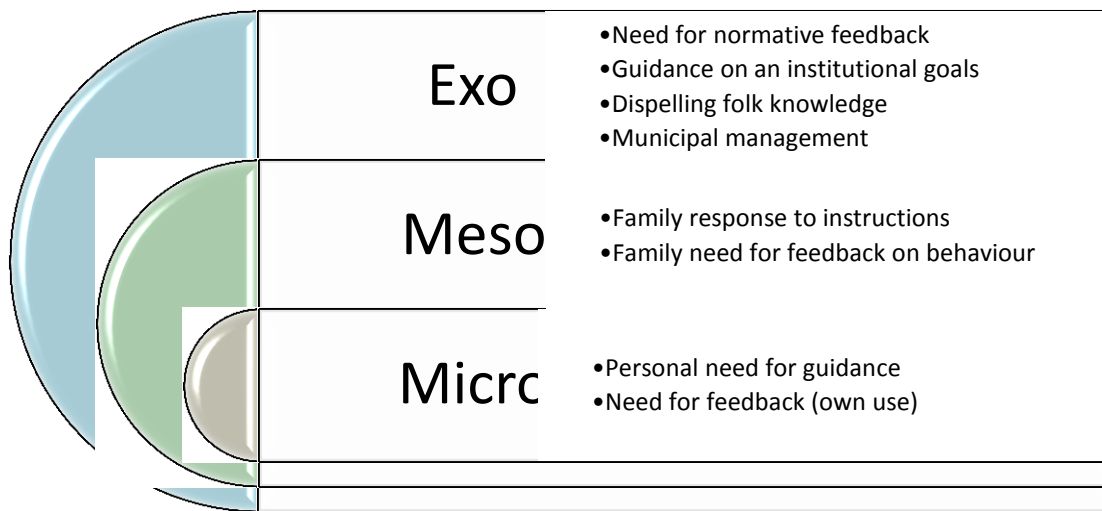 Exo
•Need for normative feedback
•Guidance on an institutional goals
•Dispelling folk knowledge
•Municipal management
Meso
•Family response to instructions
•Family need for feedback on behaviour
Micro
•Personal need for guidance
•Need for feedback (own use)